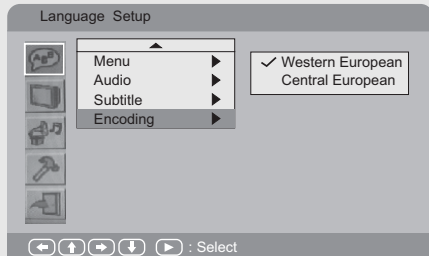 Language Setup
Menu
Audio
Subtitle
Encoding
✓ Western European
Central European
: Select